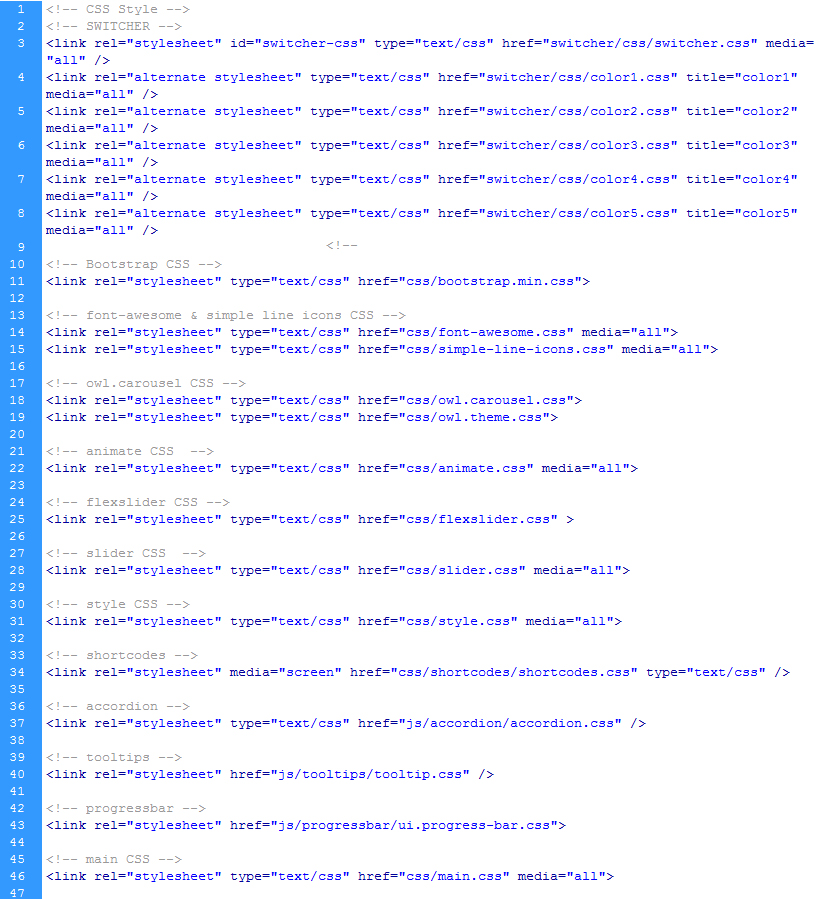 1 <!-- CSS Style -->
2 <!-- SWITCHER -->
3 <link rel="stylesheet" id="switcher-css" type="text/css" href="switcher/css/switcher.css" media=
"all" />
4 <link rel="alternate stylesheet" type="text/css" href="switcher/css/color1.css" title="color1"
media="all" />
5 <link rel="alternate stylesheet" type="text/css" href="switcher/css/color2.css" title="color2"
media="all" />
6 <link rel="alternate stylesheet" type="text/css" href="switcher/css/color3.css" title="color3"
media="all" />
7 <link rel="alternate stylesheet" type="text/css" href="switcher/css/color4.css" title="color4"
media="all" />
8 <link rel="alternate stylesheet" type="text/css" href="switcher/css/color5.css" title="color5"
media="all" />
9 <!--
10 <!-- Bootstrap CSS -->
11 <link rel="stylesheet" type="text/css" href="css/bootstrap.min.css">
12
13 <!-- font-awesome & simple line icons CSS -->
14 <link rel="stylesheet" type="text/css" href="css/font-awesome.css" media="all">
15 <link rel="stylesheet" type="text/css" href="css/simple-line-icons.css" media="all">
16
17 <!-- owl.carousel CSS -->
18 <link rel="stylesheet" type="text/css" href="css/owl.carousel.css">
19 <link rel="stylesheet" type="text/css" href="css/owl.theme.css">
20
21 <!-- animate CSS  -->
22 <link rel="stylesheet" type="text/css" href="css/animate.css" media="all">
23
24 <!-- flexslider CSS -->
25 <link rel="stylesheet" type="text/css" href="css/flexslider.css" >
26
27 <!-- slider CSS  -->
28 <link rel="stylesheet" type="text/css" href="css/slider.css" media="all">
29
30 <!-- style CSS -->
31 <link rel="stylesheet" type="text/css" href="css/style.css" media="all">
32
33 <!-- shortcodes -->
34 <link rel="stylesheet" media="screen" href="css/shortcodes/shortcodes.css" type="text/css" />
35
36 <!-- accordion -->
37 <link rel="stylesheet" type="text/css" href="js/accordion/accordion.css" />
38
39 <!-- tooltips -->
40 <link rel="stylesheet" href="js/tooltips/tooltip.css" />
41
42 <!-- progressbar -->
43 <link rel="stylesheet" href="js/progressbar/ui.progress-bar.css">
44
45 <!-- main CSS -->
46 <link rel="stylesheet" type="text/css" href="css/main.css" media="all">
47